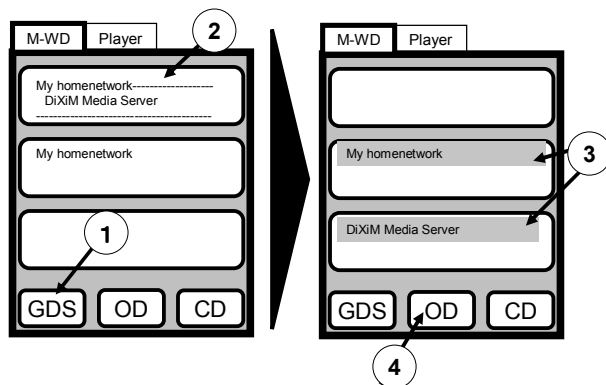 M-WD Player
2
My homenetwork-------------------
DiXiM Media Server
-----------------------------------------
My homenetwork
1
GDS OD CD
M-WD Player
My homenetwork
3
DiXiM Media Server
GDS OD CD
4